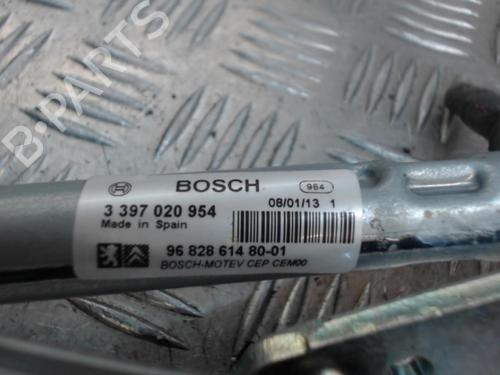 B-PARTS
BOSCH
964
3 397 020 954
08/01/13 1
Made in Spain
96 828 614 80-01
BOSCH-MOTEV CEP CEM00